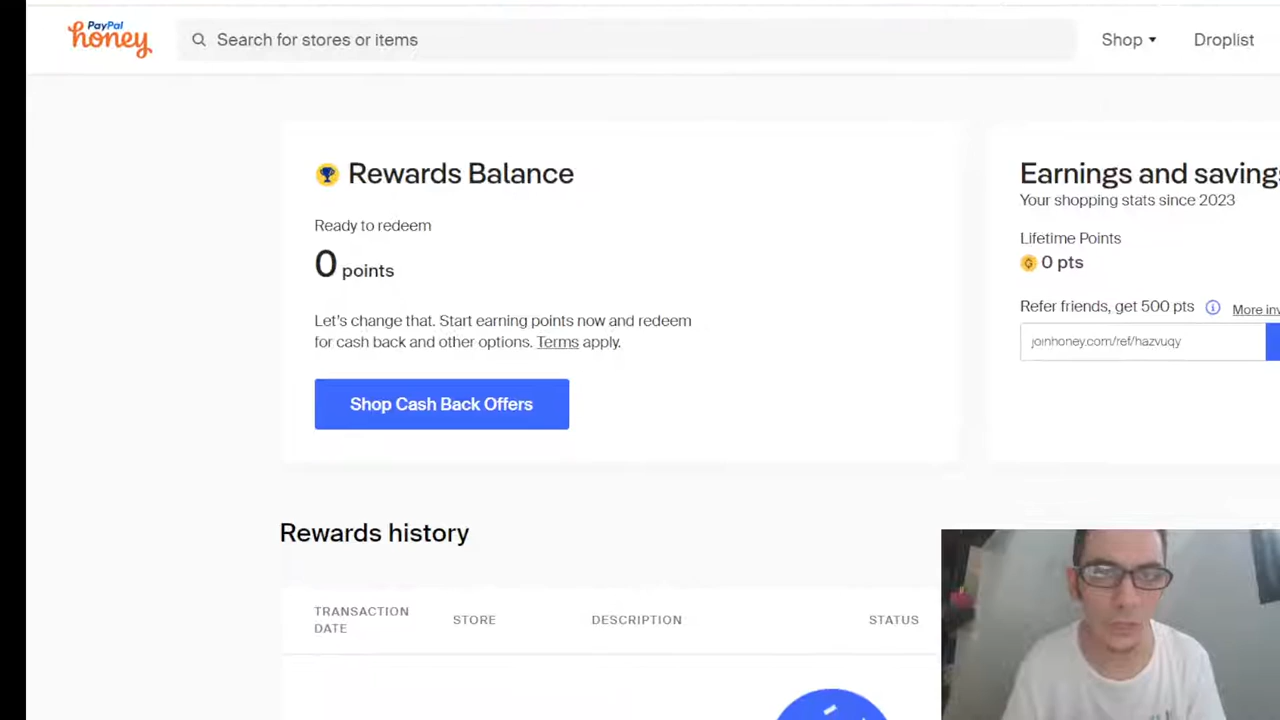 PayPal
honey
Search for stores or items
Shop
Droplist
Rewards Balance
Ready to redeem
0 points
Let's change that. Start earning points now and redeem
for cash back and other options. Terms apply.
Shop Cash Back Offers
Earnings and savings
Your shopping stats since 2023
Lifetime Points
0 pts
Refer friends, get 500 pts
More inv
joinhoney.com/ref/hazvuqy
Rewards history
TRANSACTION
DATE
STORE
DESCRIPTION
STATUS